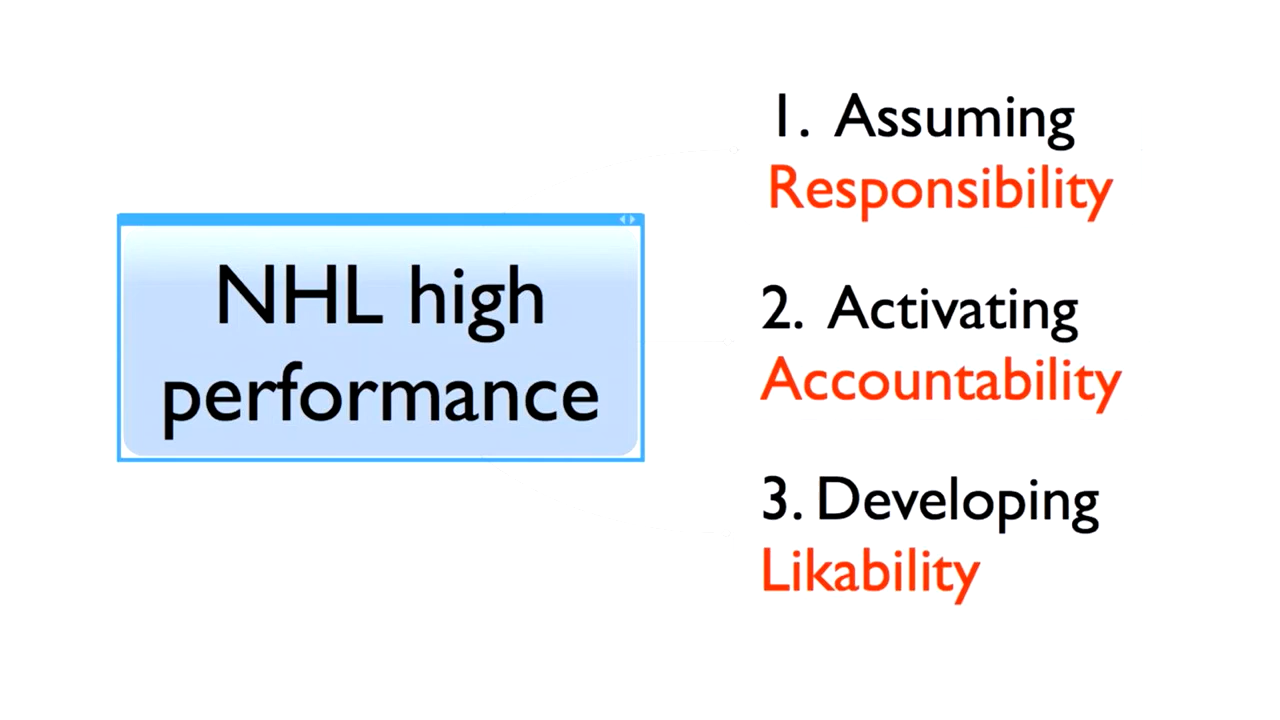 NHL high
performance
1. Assuming
Responsibility
2. Activating
Accountability
3. Developing
Likability